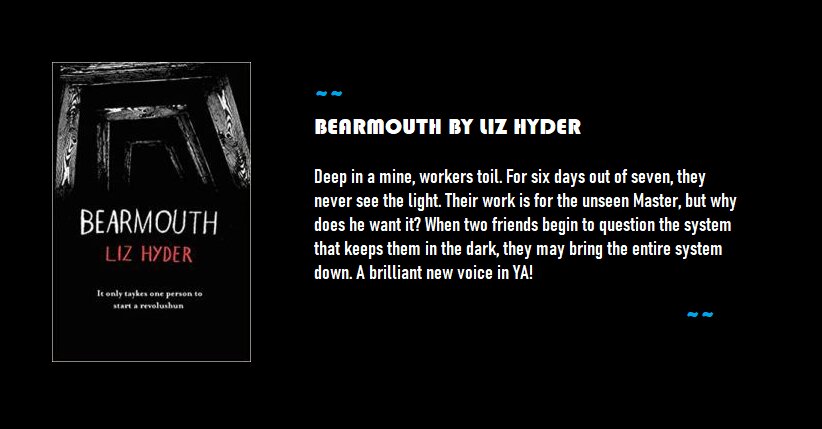 BEARMOUTH
LIZ HYDER
It only taykes one person to
start a revolushun
~~
BEARMOUTH BY LIZ HYDER
Deep in a mine, workers toil. For six days out of seven, they
never see the light. Their work is for the unseen Master, but why
does he want it? When two friends begin to question the system
that keeps them in the dark, they may bring the entire system
down. A brilliant new voice in YA!
~~